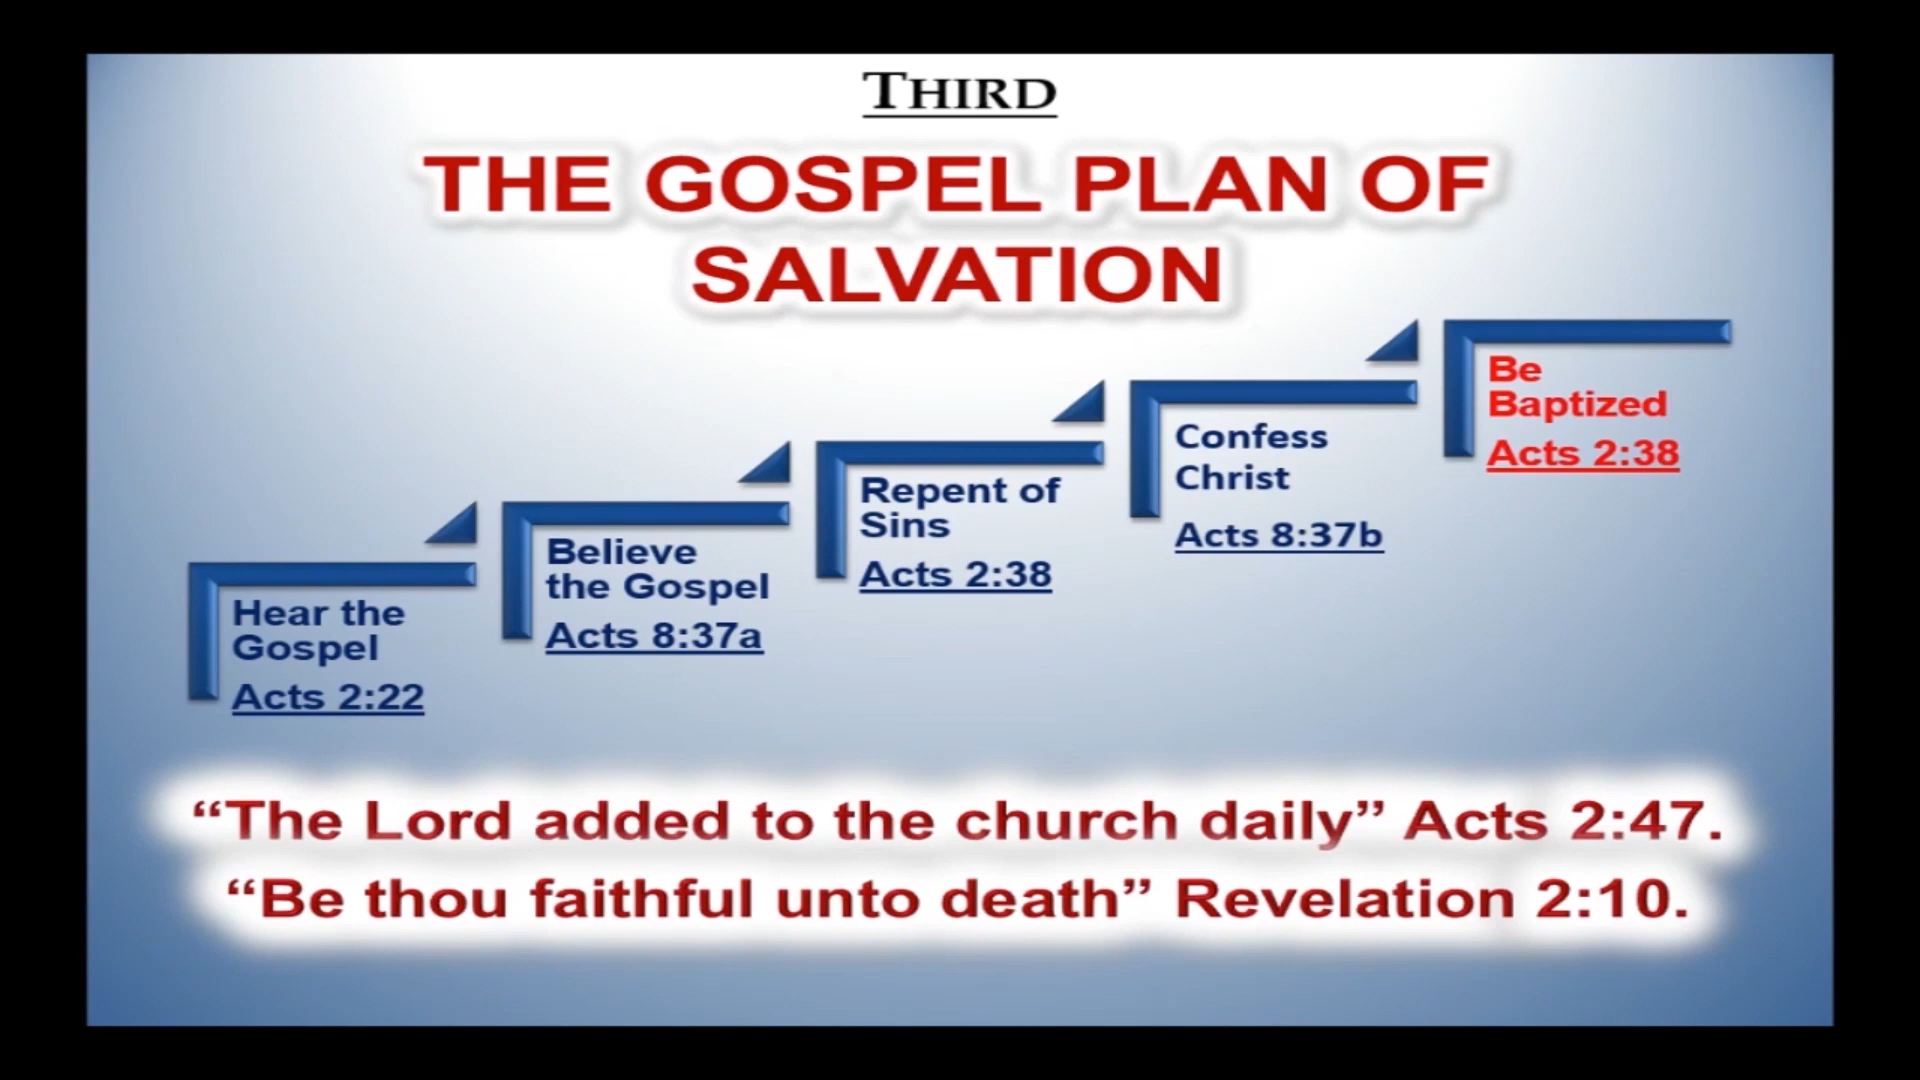 THIRD
THE GOSPEL PLAN OF
SALVATION
Hear the
Gospel
Acts 2:22
Believe
the Gospel
Acts 8:37a
Repent of
Sins
Acts 2:38
Confess
Christ
Acts 8:37b
Be
Baptized
Acts 2:38
“The Lord added to the church daily” Acts 2:47.
“Be thou faithful unto death” Revelation 2:10.